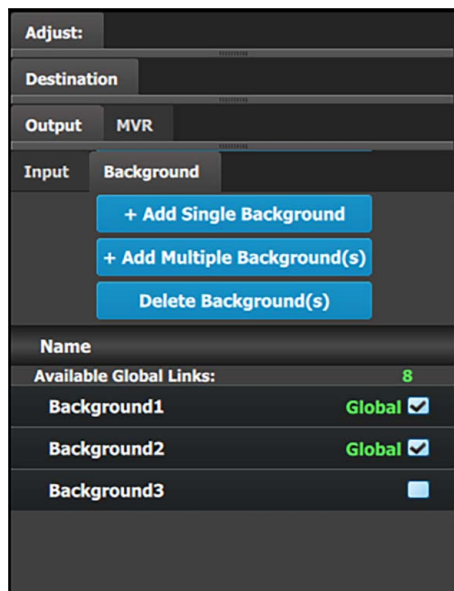 Adjust:
Destination
Output MVR
Input Background
+ Add Single Background
+ Add Multiple Background(s)
Delete Background(s)
Name
Available Global Links: 8
Background1 Global
Background2 Global
Background3